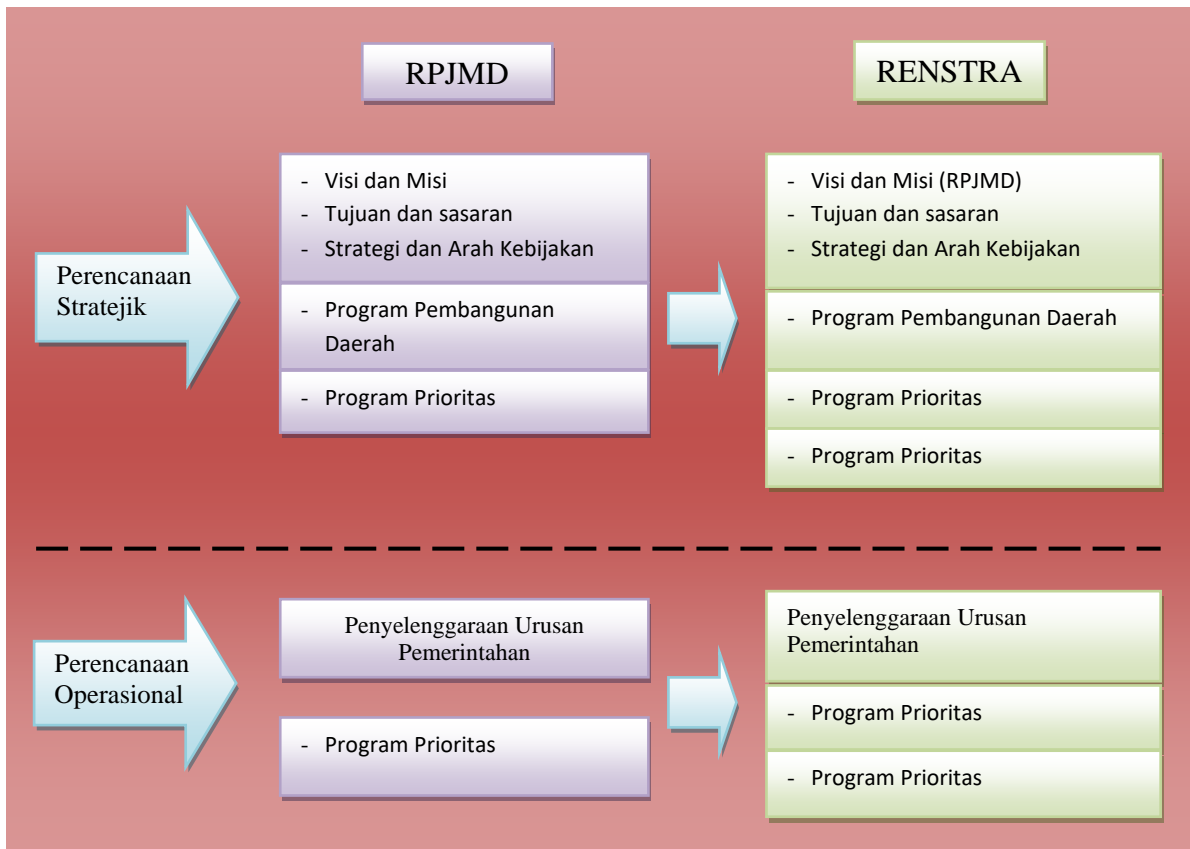 RPJMD
RENSTRA
Perencanaan
Stratejik
- Visi dan Misi
- Tujuan dan sasaran
- Strategi dan Arah Kebijakan
- Program Pembangunan
Daerah
- Program Prioritas
- Visi dan Misi (RPJMD)
- Tujuan dan sasaran
- Strategi dan Arah Kebijakan
- Program Pembangunan Daerah
- Program Prioritas
- Program Prioritas
Perencanaan
Operasional
Penyelenggaraan Urusan
Pemerintahan
- Program Prioritas
Penyelenggaraan Urusan
Pemerintahan
- Program Prioritas
- Program Prioritas